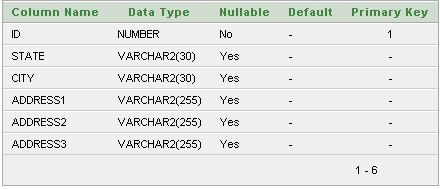 Column Name Data Type Nullable Default Primary Key
ID NUMBER No - 1
STATE VARCHAR2(30) Yes - -
CITY VARCHAR2(30) Yes - -
ADDRESS1 VARCHAR2(255) Yes - -
ADDRESS2 VARCHAR2(255) Yes - -
ADDRESS3 VARCHAR2(255) Yes - -
1 - 6